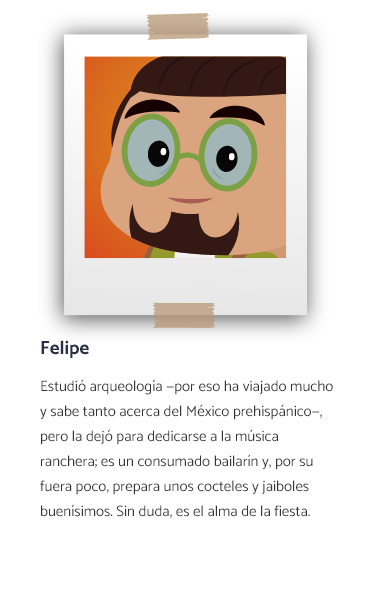 Felipe
Estudió arqueología —por eso ha viajado mucho
y sabe tanto acerca del México prehispánico—,
pero la dejó para dedicarse a la música
ranchera; es un consumado bailarín y, por su
fuera poco, prepara unos cocteles y jaiboles
buenísimos. Sin duda, es el alma de la fiesta.